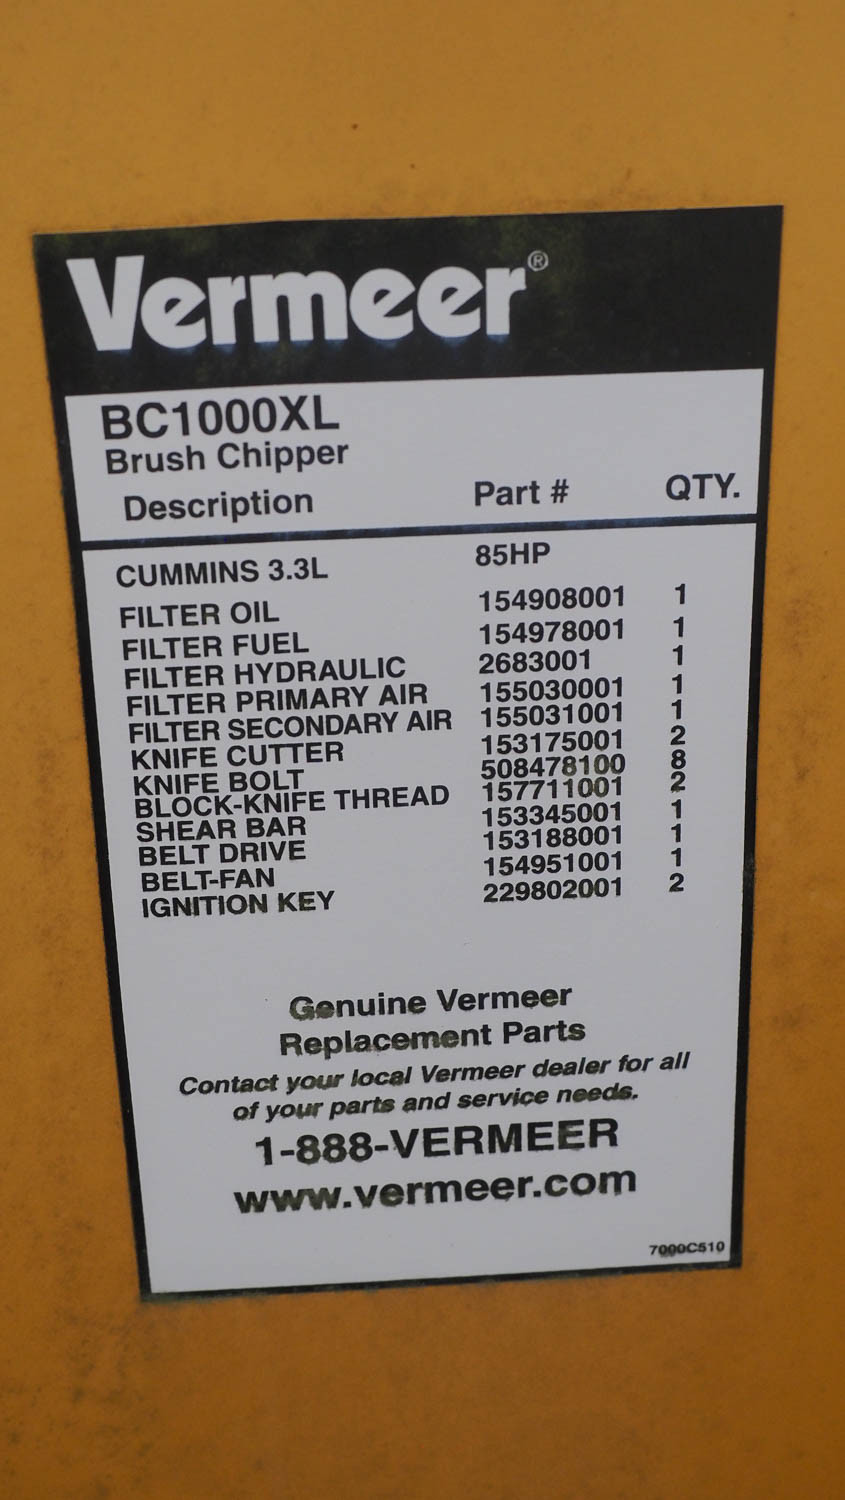 Vermeer®
BC1000XL
Brush Chipper
Description Part # QTY.
CUMMINS 3.3L 85HP
FILTER OIL 154908001 1
FILTER FUEL 154978001 1
FILTER HYDRAULIC 2683001 1
FILTER PRIMARY AIR 155030001 1
FILTER SECONDARY AIR 155031001 1
KNIFE CUTTER 153175001 2
KNIFE BOLT 508478100 8
BLOCK-KNIFE THREAD 157711001 2
SHEAR BAR 153345001 1
BELT DRIVE 153188001 1
BELT-FAN 154951001 1
IGNITION KEY 229802001 2
Genuine Vermeer
Replacement Parts
Contact your local Vermeer dealer for all
of your parts and service needs.
1-888-VERMEER
www.vermeer.com
7000C510